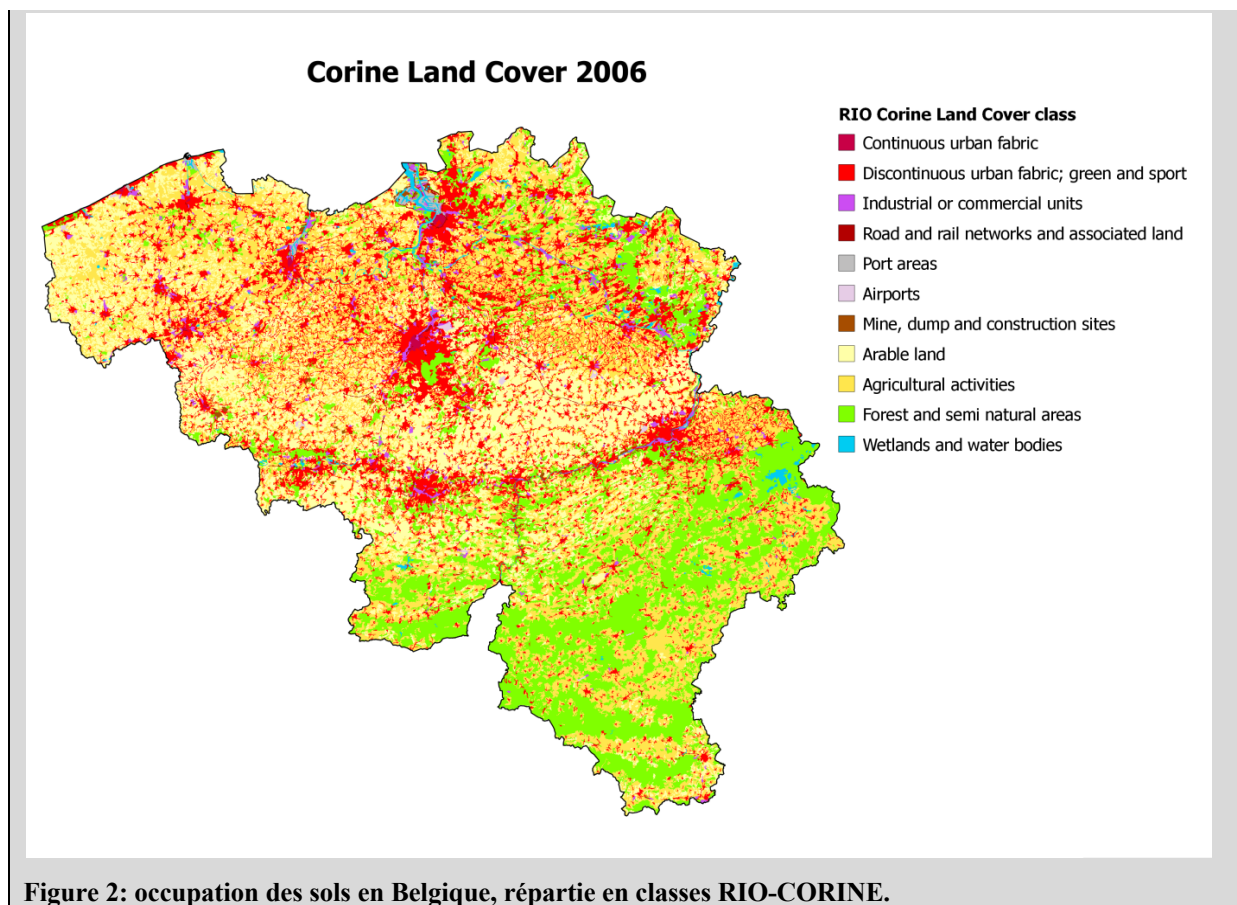 Corine Land Cover 2006
RIO Corine Land Cover class
Continuous urban fabric
Discontinuous urban fabric; green and sport
Industrial or commercial units
Road and rail networks and associated land
Port areas
Airports
Mine, dump and construction sites
Arable land
Agricultural activities
Forest and semi natural areas
Wetlands and water bodies
Figure 2: occupation des sols en Belgique, répartie en classes RIO-CORINE.